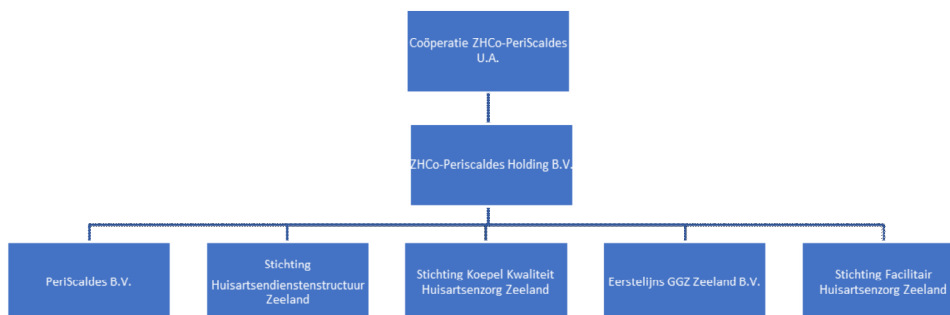 Coöperatie ZHCo-PeriScaldes
U.A.
ZHCo-Periscaldes Holding B.V.
PeriScaldes B.V.
Stichting
Huisartsendienstenstructuur
Zeeland
Stichting Koepel Kwaliteit
Huisartsenzorg Zeeland
Eerstelijns GGZ Zeeland B.V.
Stichting Facilitair
Huisartsenzorg Zeeland